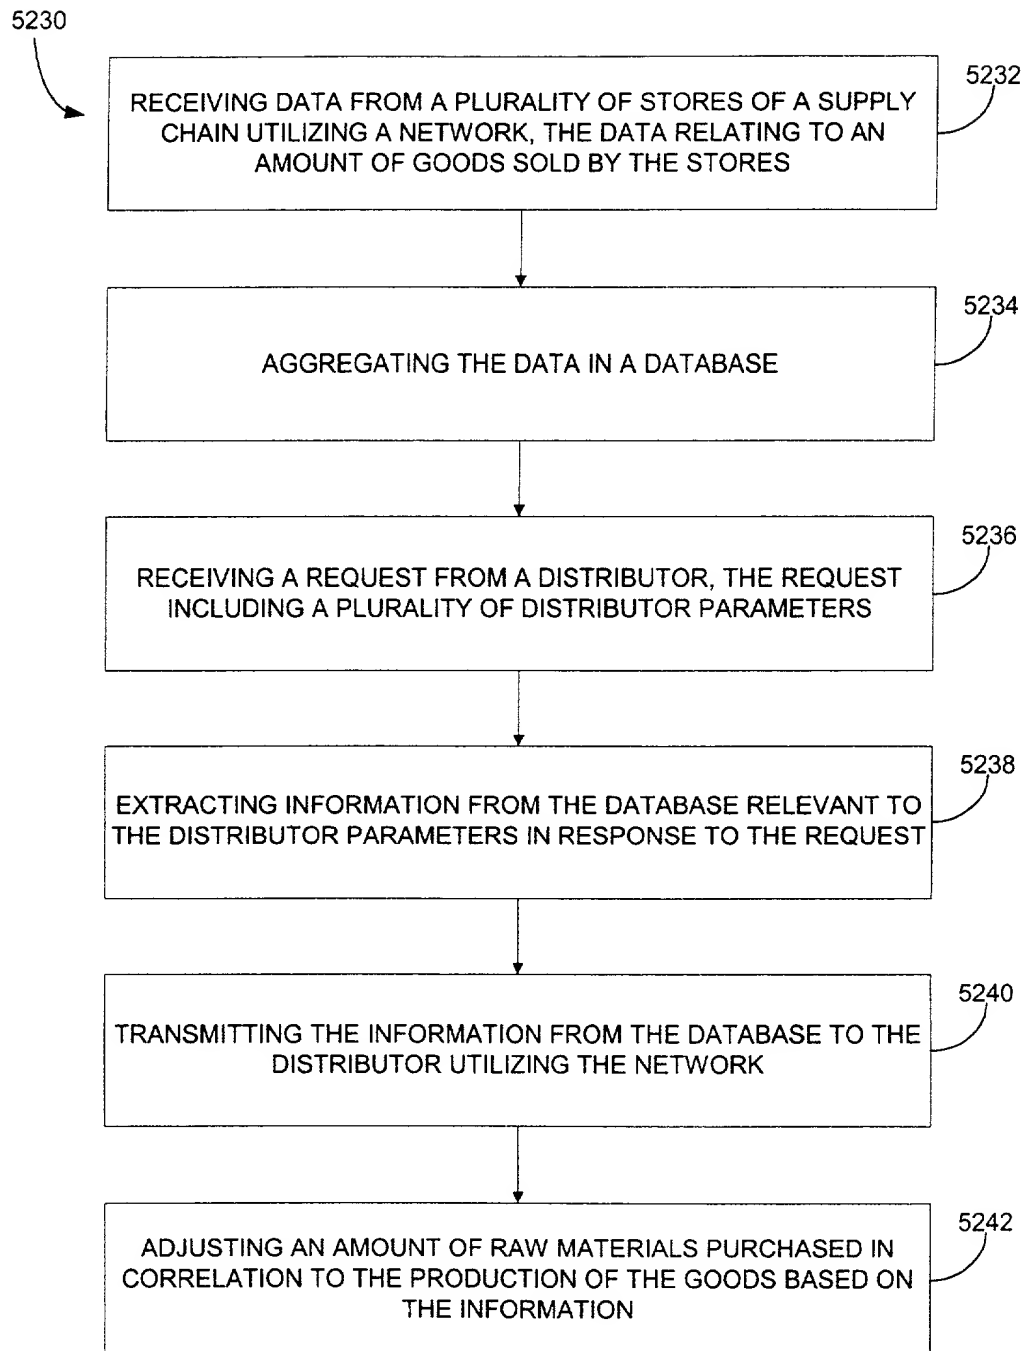 5230
5232
RECEIVING DATA FROM A PLURALITY OF STORES OF A SUPPLY
CHAIN UTILIZING A NETWORK, THE DATA RELATING TO AN
AMOUNT OF GOODS SOLD BY THE STORES
5234
AGGREGATING THE DATA IN A DATABASE
5236
RECEIVING A REQUEST FROM A DISTRIBUTOR, THE REQUEST
INCLUDING A PLURALITY OF DISTRIBUTOR PARAMETERS
5238
EXTRACTING INFORMATION FROM THE DATABASE RELEVANT TO
THE DISTRIBUTOR PARAMETERS IN RESPONSE TO THE REQUEST
5240
TRANSMITTING THE INFORMATION FROM THE DATABASE TO THE
DISTRIBUTOR UTILIZING THE NETWORK
5242
ADJUSTING AN AMOUNT OF RAW MATERIALS PURCHASED IN
CORRELATION TO THE PRODUCTION OF THE GOODS BASED ON
THE INFORMATION